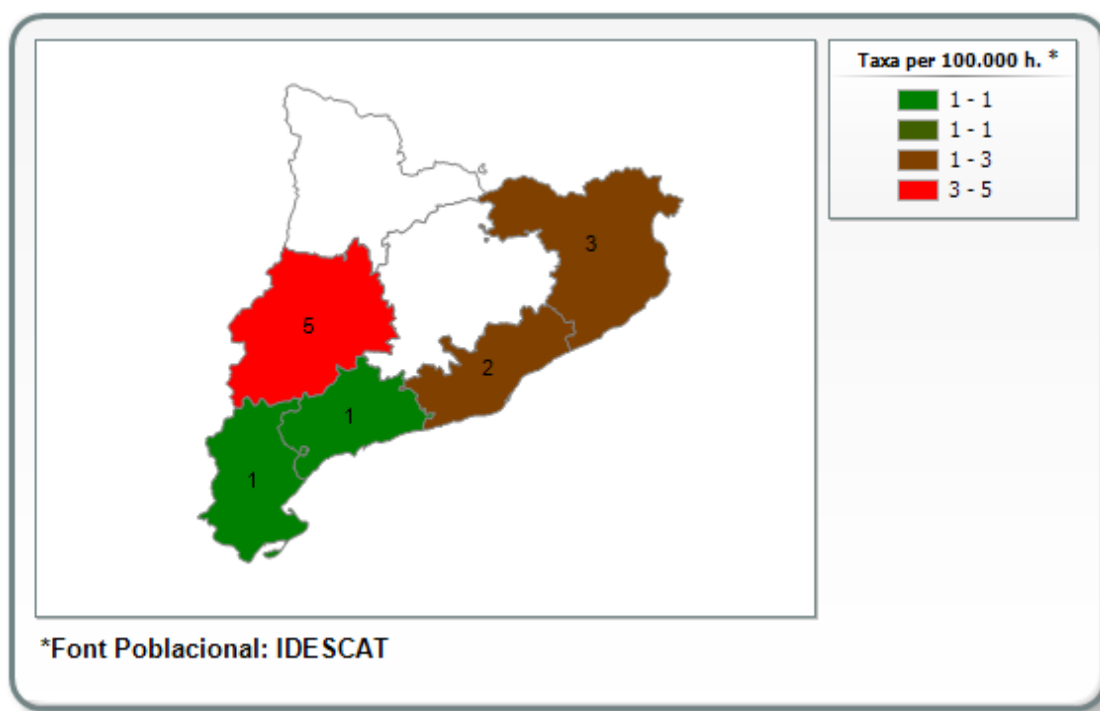 Taxa per 100.000 h. *
1 - 1
1 - 1
1 - 3
3 - 5
3
5
2
1
1
*Font Poblacional: IDESCAT